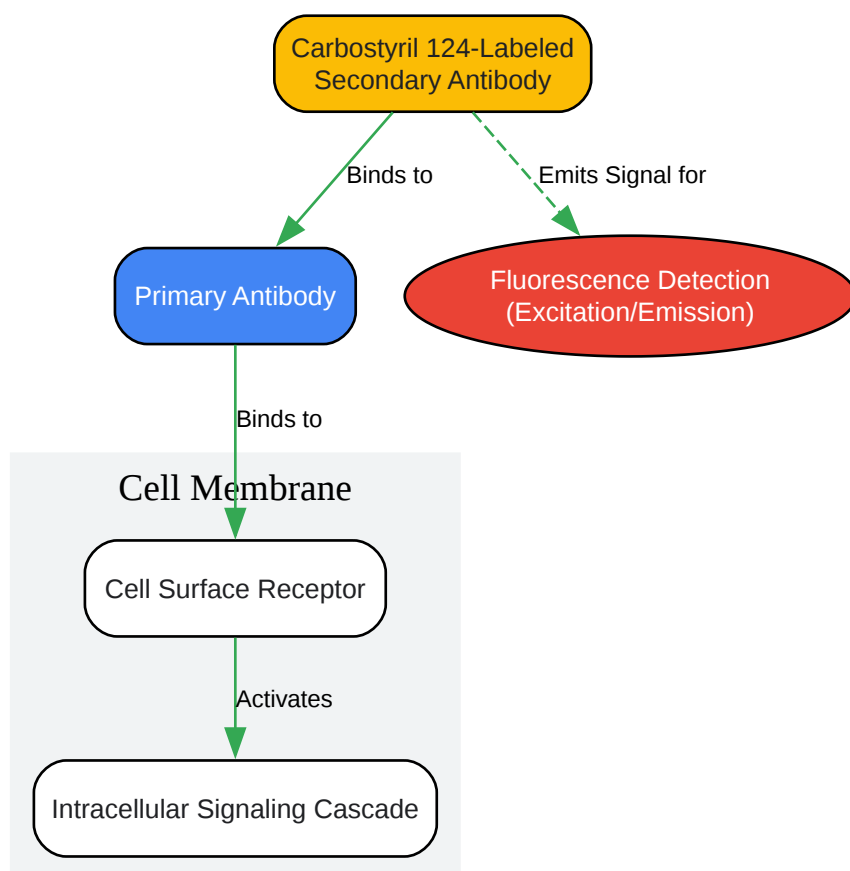 Carbostyril 124-Labeled
Secondary Antibody
Binds to
Emits Signal for
Primary Antibody
Fluorescence Detection
(Excitation/Emission)
Binds to
Cell Membrane
Cell Surface Receptor
Activates
Intracellular Signaling Cascade